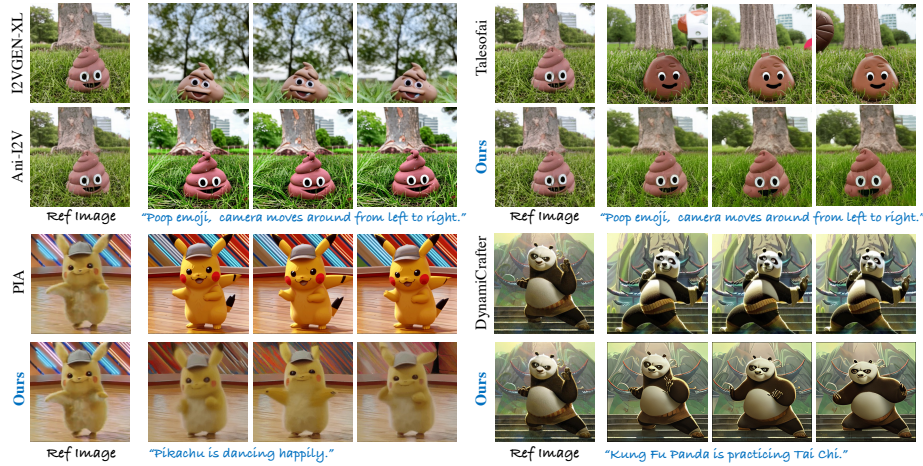 I2VGEN-XL
Talesofai
Ani-I2V
Ours
Ref Image
“Poop emoji, camera moves around from left to right.”
Ref Image
“Poop emoji, camera moves around from left to right.”
PLA
DynamiCrafter
Ours
Ours
Ref Image
“Pikachu is dancing happily.”
Ref Image
“Kung Fu Panda is practicing Tai Chi.”